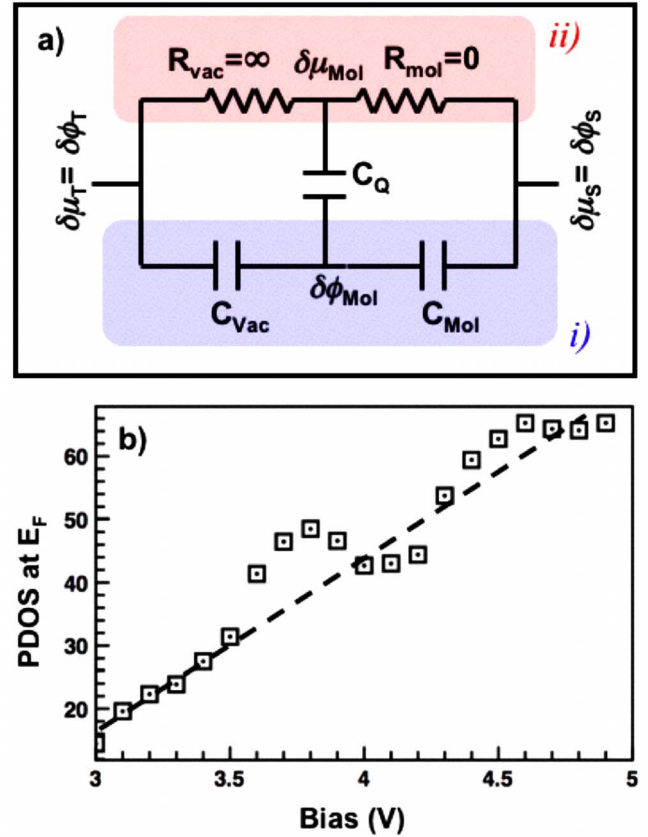 a)
ii)
R_vac=∞ δμ_Mol R_mol=0
δμ_T= δϕ_T
C_Q
δμ_S= δϕ_S
δϕ_Mol
C_Vac C_Mol
i)
b)
60
50
40
30
20
PDOS at E_F
3 3.5 4 4.5 5
Bias (V)